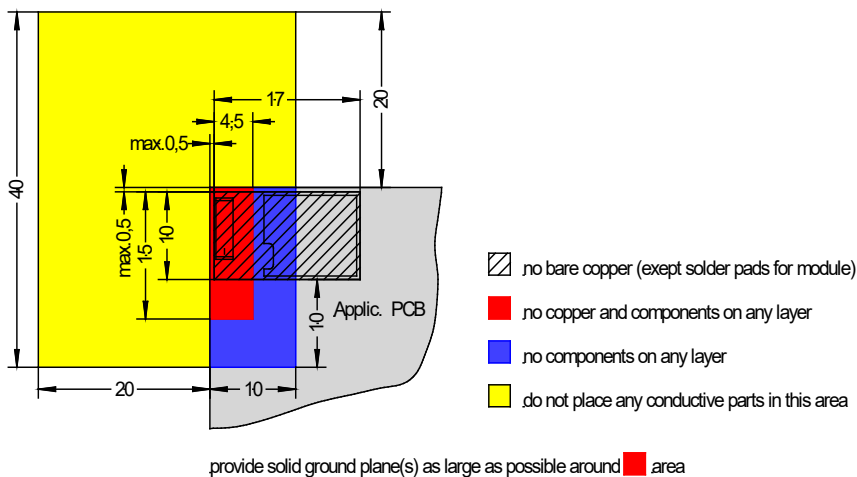 17
20
4,5
max.0,5
40
max.0,5
15
10
10
Applic. PCB
20
10
no bare copper (exept solder pads for module)
no copper and components on any layer
no components on any layer
do not place any conductive parts in this area
provide solid ground plane(s) as large as possible around area